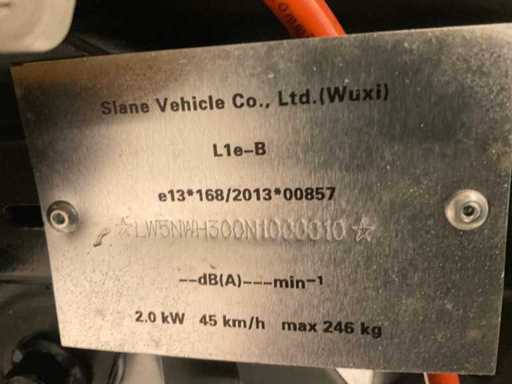 Slane Vehicle Co., Ltd.(Wuxi)
L1e-B
e13*168/2013*00857
☆LW5NWH300N1000010☆
--dB(A)---min-¹
2.0 kW 45 km/h max 246 kg